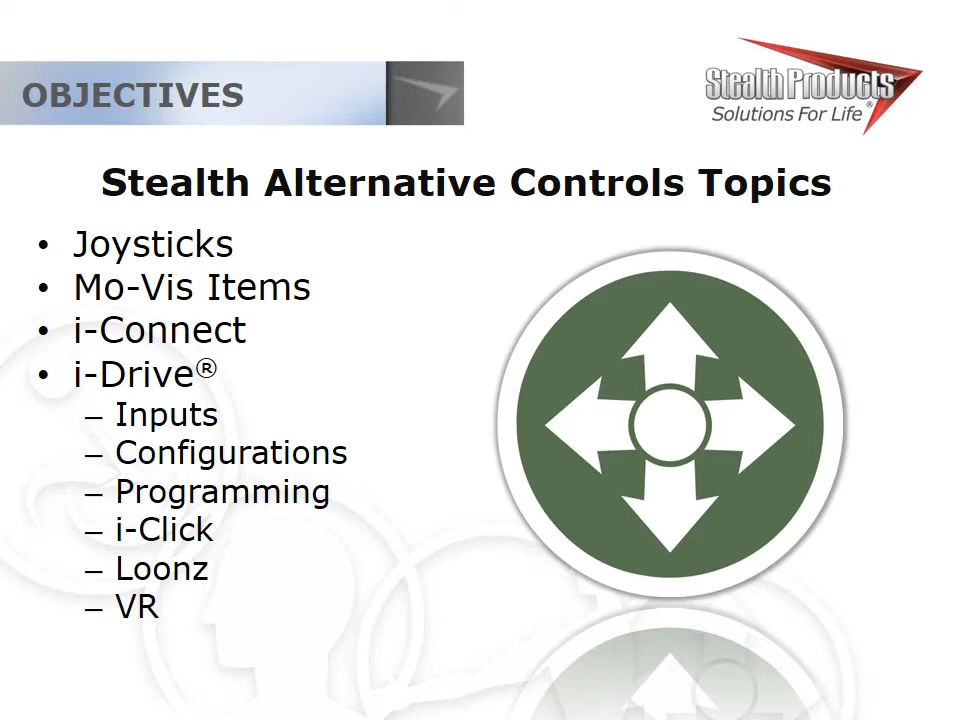 OBJECTIVES
Stealth Products®
Solutions For Life
Stealth Alternative Controls Topics
• Joysticks
• Mo-Vis Items
• i-Connect
• i-Drive®
– Inputs
– Configurations
– Programming
– i-Click
– Loonz
– VR